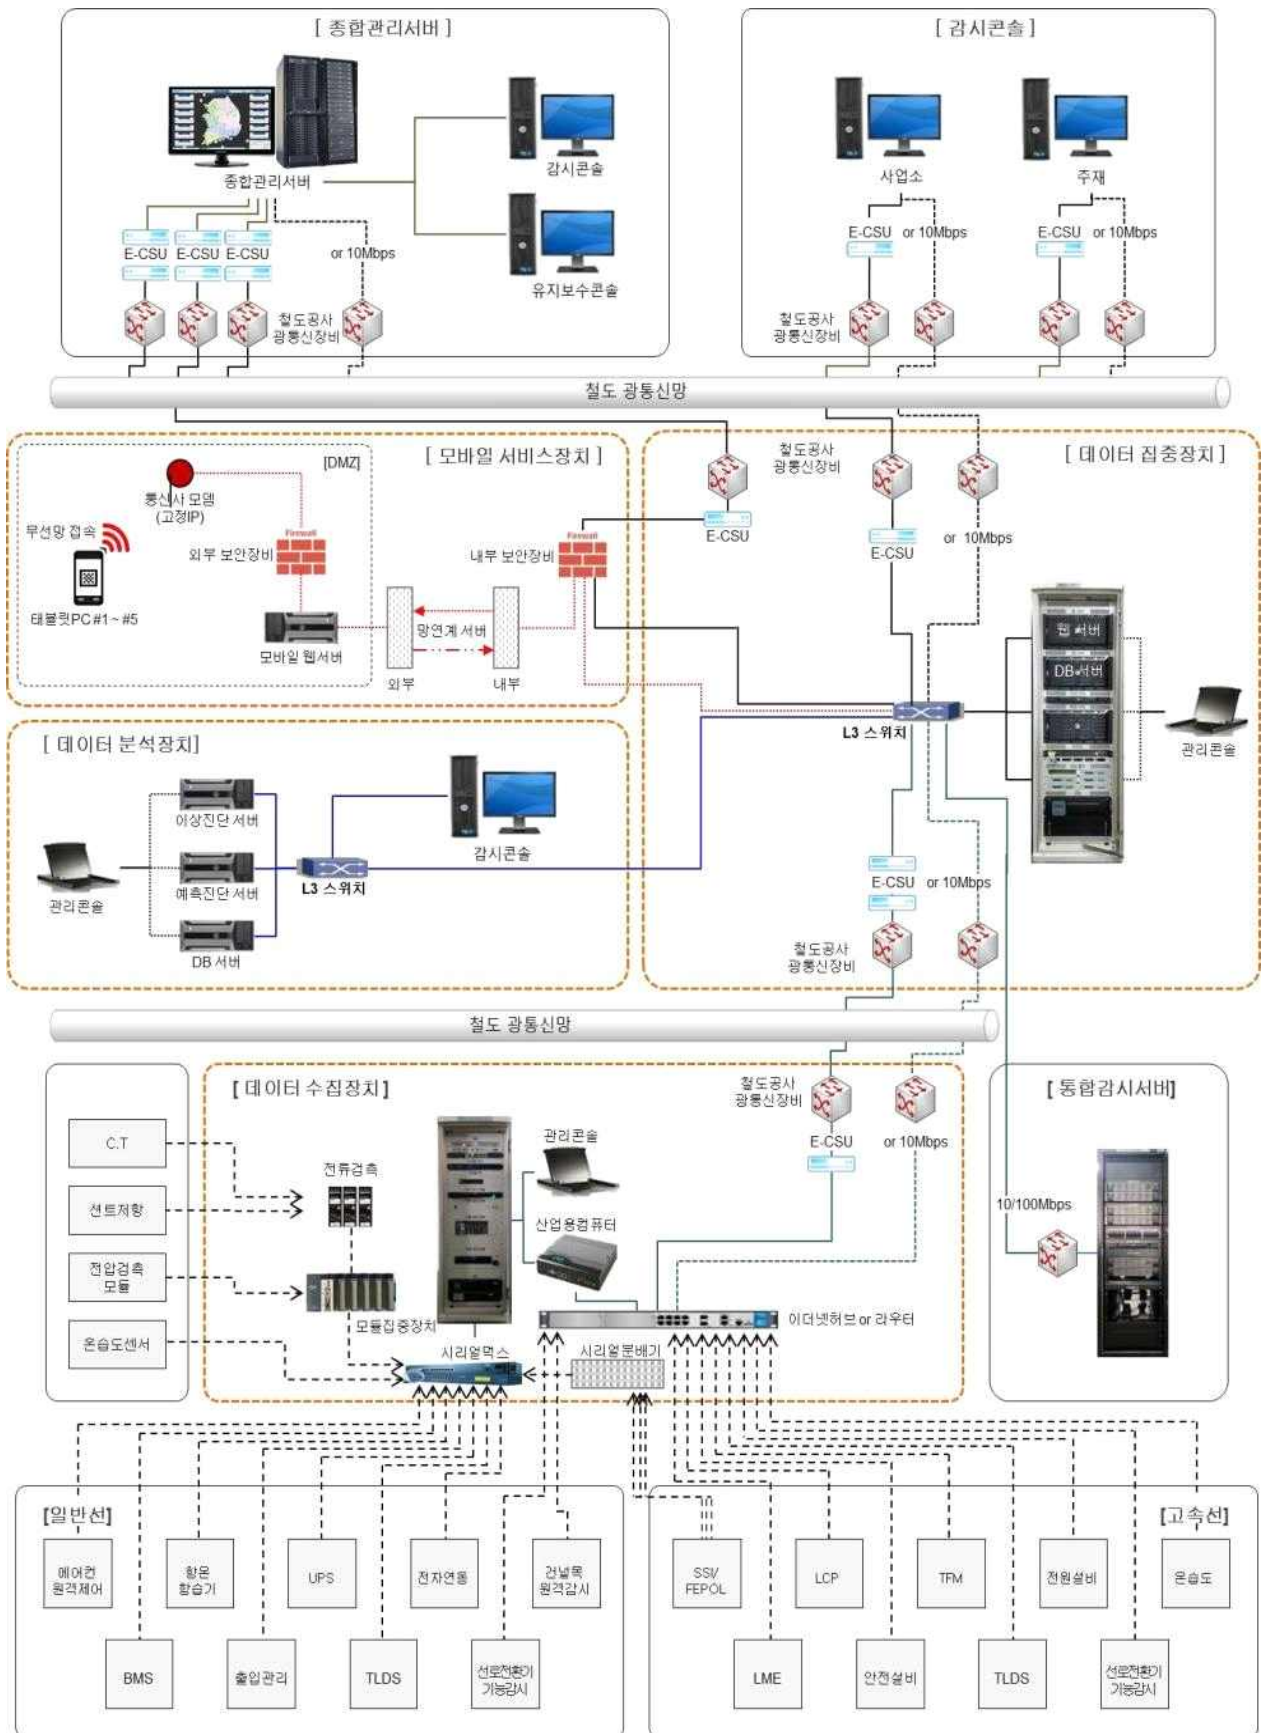 [ 종합관리서버 ]
[ 감시콘솔 ]
종합관리서버
감시콘솔
유지보수콘솔
E-CSU
E-CSU
E-CSU
or 10Mbps
철도공사
광통신장비
사업소
주재
E-CSU
or 10Mbps
E-CSU
or 10Mbps
철도공사
광통신장비
철도 광통신망
[ 모바일 서비스장치 ]
[DMZ]
통신사 모뎀
(고정IP)
무선망 접속
태블릿PC #1 ~ #5
Firewall
외부 보안장비
모바일 웹서버
Firewall
내부 보안장비
망연계 서버
외부
내부
E-CSU
[ 데이터 집중장치 ]
철도공사
광통신장비
E-CSU
or 10Mbps
웹 서버
DB 서버
L3 스위치
관리콘솔
E-CSU
or 10Mbps
철도공사
광통신장비
[ 데이터 분석장치]
이상진단 서버
예측진단 서버
DB 서버
관리콘솔
L3 스위치
감시콘솔
철도 광통신망
[ 데이터 수집장치]
C.T
션트저항
전압검측
모듈
온습도센서
전류검측
모듈집중장치
시리얼먹스
관리콘솔
산업용컴퓨터
시리얼분배기
이더넷허브 or 라우터
철도공사
광통신장비
E-CSU
or 10Mbps
[ 통합감시서버]
10/100Mbps
[일반선]
에어컨
원격제어
항온
항습기
UPS
전자연동
건널목
원격감시
BMS
출입관리
TLDS
선로전환기
기능감시
[고속선]
SSI/
FEPOL
LCP
TFM
전원설비
온습도
LME
안전설비
TLDS
선로전환기
기능감시